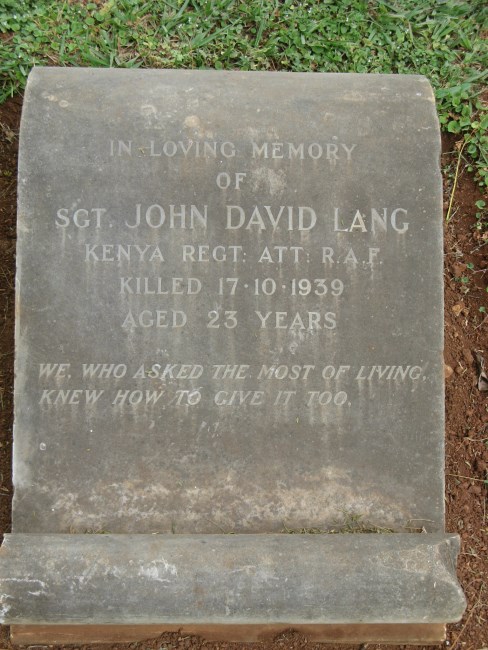 IN LOVING MEMORY
OF
SGT. JOHN DAVID LANG
KENYA REGT: ATT: R.A.F.
KILLED 17·10·1939
AGED 23 YEARS
WE, WHO ASKED THE MOST OF LIVING,
KNEW HOW TO GIVE IT TOO.